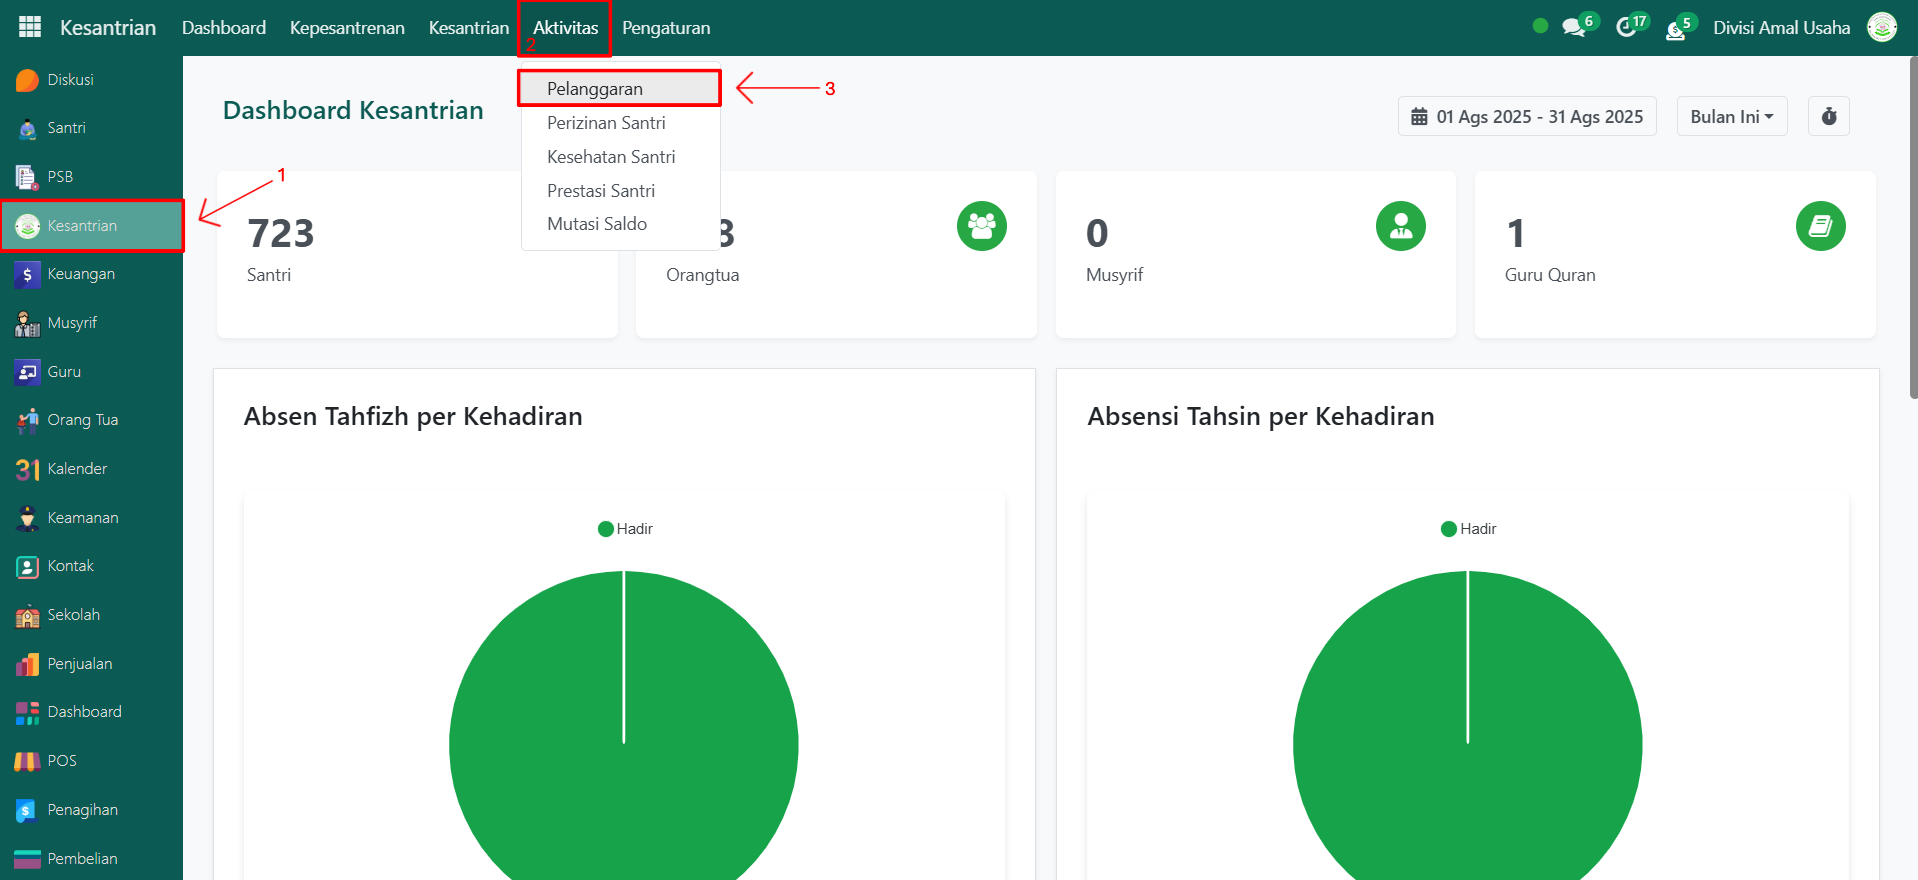 Kesantrian
Dashboard
Kepesantrenan
Kesantrian
Aktivitas
Pengaturan
6
17
5
Divisi Amal Usaha
2
Diskusi
Santri
PSB
Kesantrian
Keuangan
Musyrif
Guru
Orang Tua
Kalender
Keamanan
Kontak
Sekolah
Penjualan
Dashboard
POS
Penagihan
Pembelian
1
Pelanggaran
3
Perizinan Santri
Kesehatan Santri
Prestasi Santri
Mutasi Saldo
Dashboard Kesantrian
01 Ags 2025 - 31 Ags 2025
Bulan Ini
723
Santri
3
Orangtua
0
Musyrif
1
Guru Quran
Absen Tahfizh per Kehadiran
Hadir
Absensi Tahsin per Kehadiran
Hadir